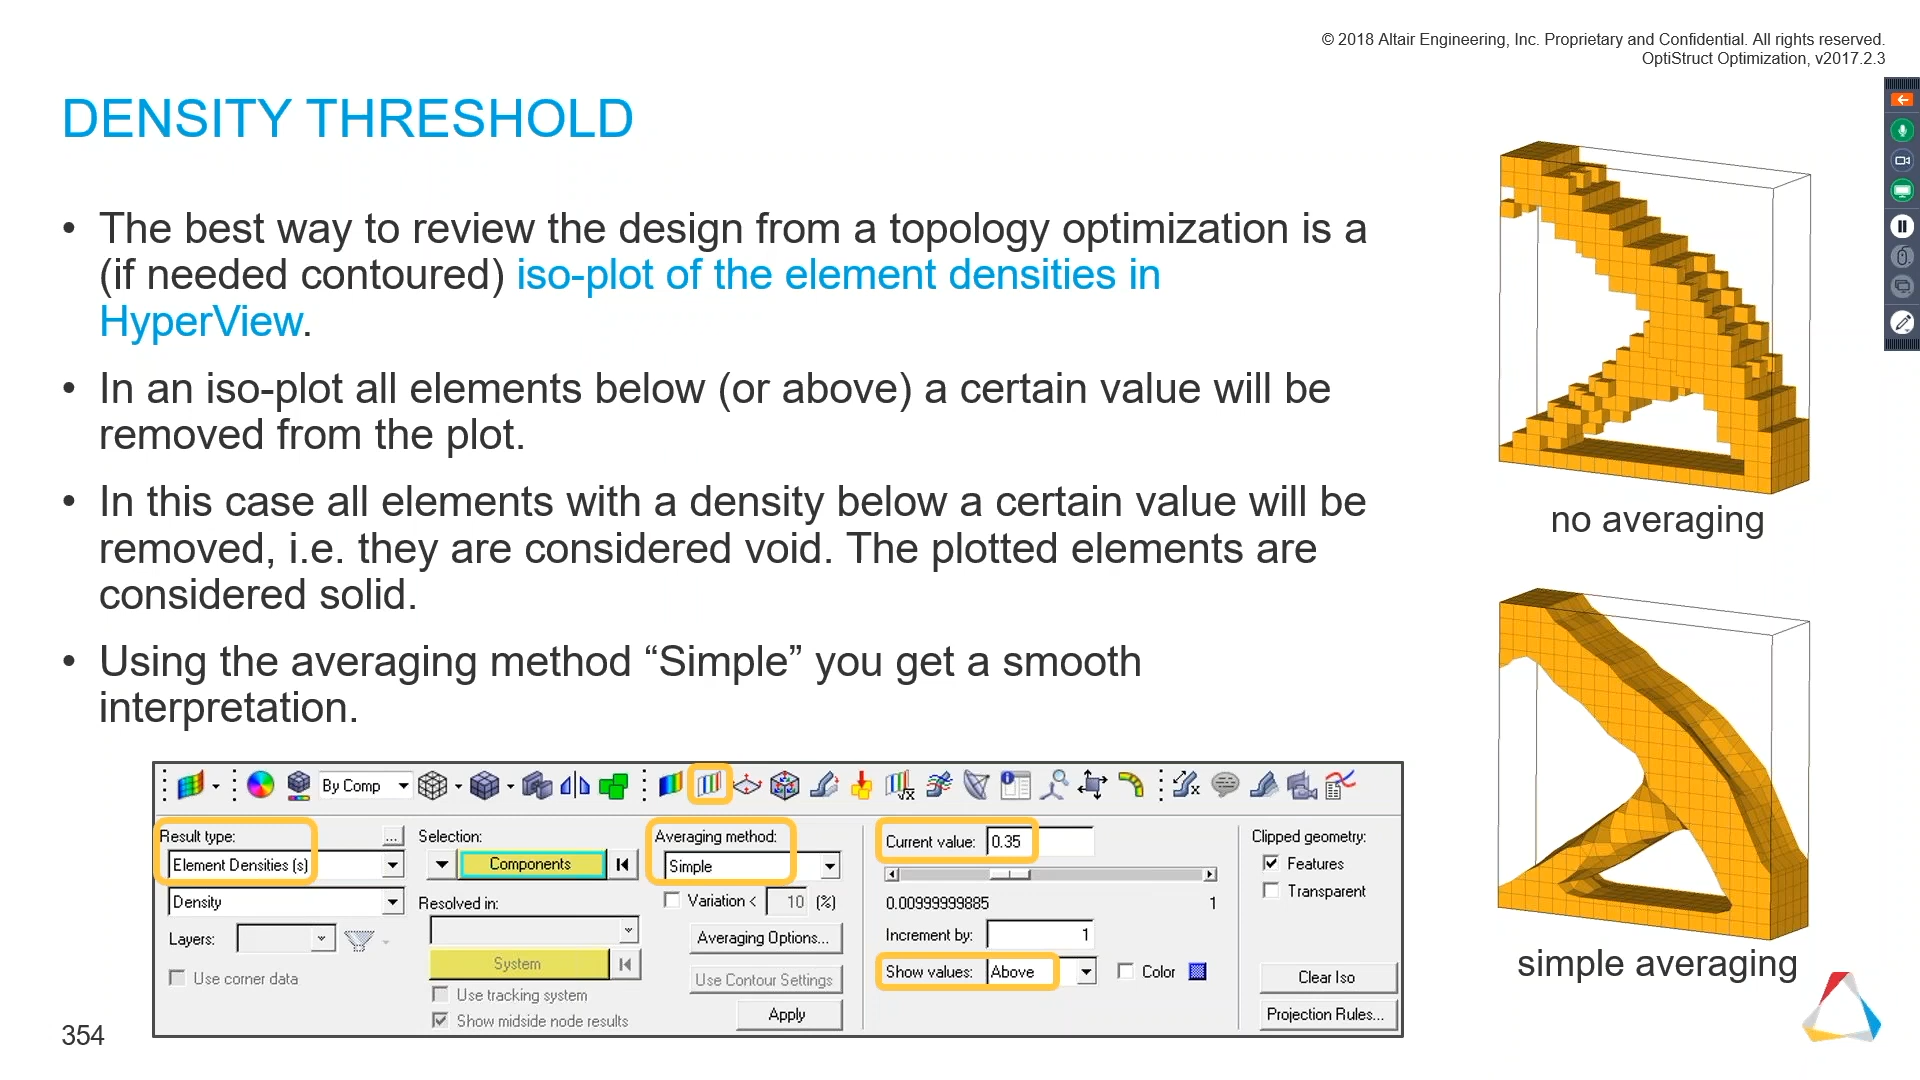 © 2018 Altair Engineering, Inc. Proprietary and Confidential. All rights reserved.
OptiStruct Optimization, v2017.2.3
DENSITY THRESHOLD
• The best way to review the design from a topology optimization is a
(if needed contoured) iso-plot of the element densities in
HyperView.
• In an iso-plot all elements below (or above) a certain value will be
removed from the plot.
• In this case all elements with a density below a certain value will be
removed, i.e. they are considered void. The plotted elements are
considered solid.
• Using the averaging method “Simple” you get a smooth
interpretation.
no averaging
simple averaging
By Comp
Result type:
...
Element Densities (s)
Density
Layers:
Use corner data
Selection:
Components
Resolved in:
System
Use tracking system
Show midside node results
Averaging method:
Simple
Variation < 10 (%)
Averaging Options...
Use Contour Settings
Apply
Current value: 0.35
0.00999999885 1
Increment by: 1
Show values: Above
Color
Clipped geometry:
Features
Transparent
Clear Iso
Projection Rules...
354